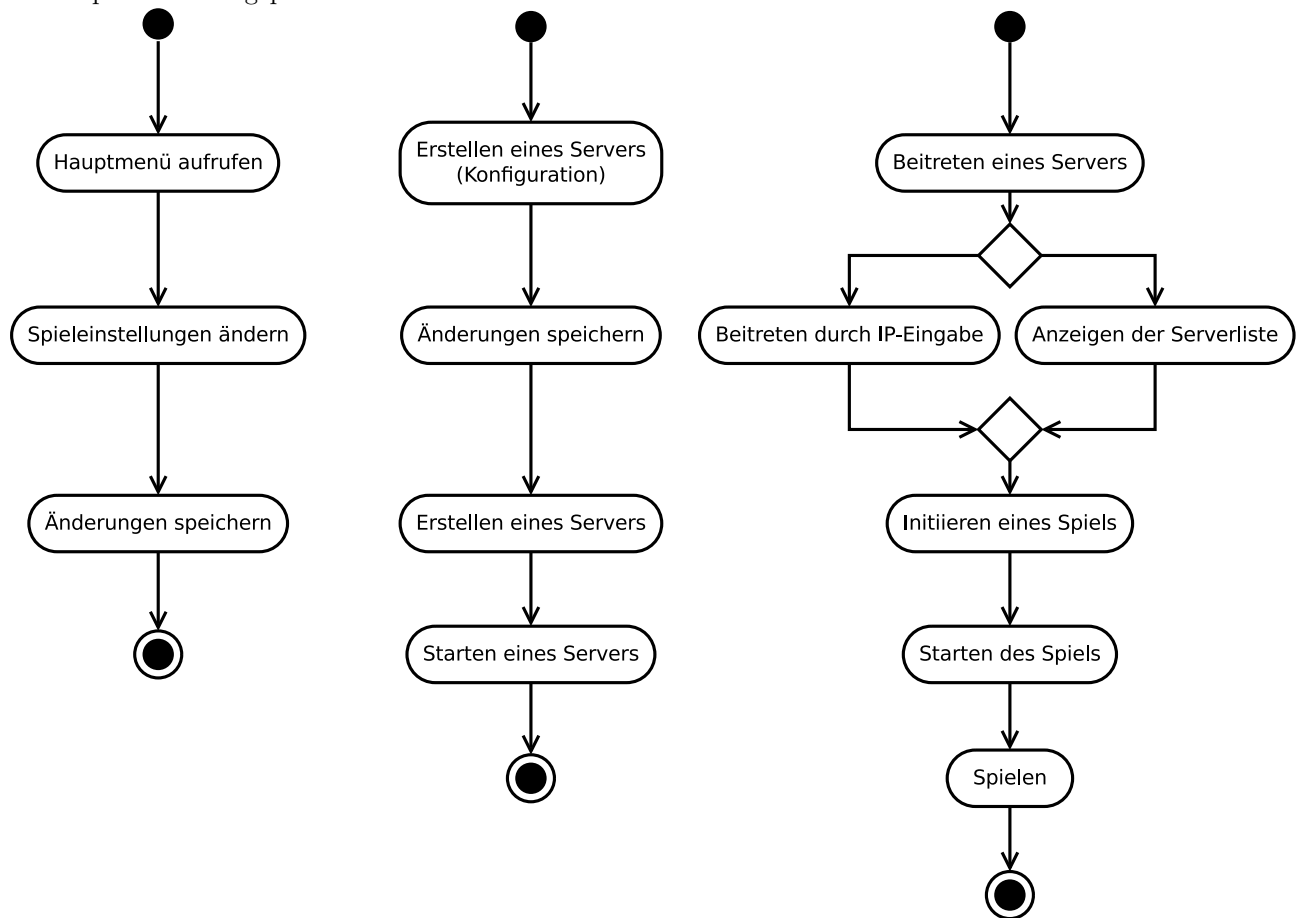 Hauptmenü aufrufen
Spieleinstellungen ändern
Änderungen speichern
Erstellen eines Servers
(Konfiguration)
Änderungen speichern
Erstellen eines Servers
Starten eines Servers
Beitreten eines Servers
Beitreten durch IP-Eingabe
Anzeigen der Serverliste
Initiieren eines Spiels
Starten des Spiels
Spielen